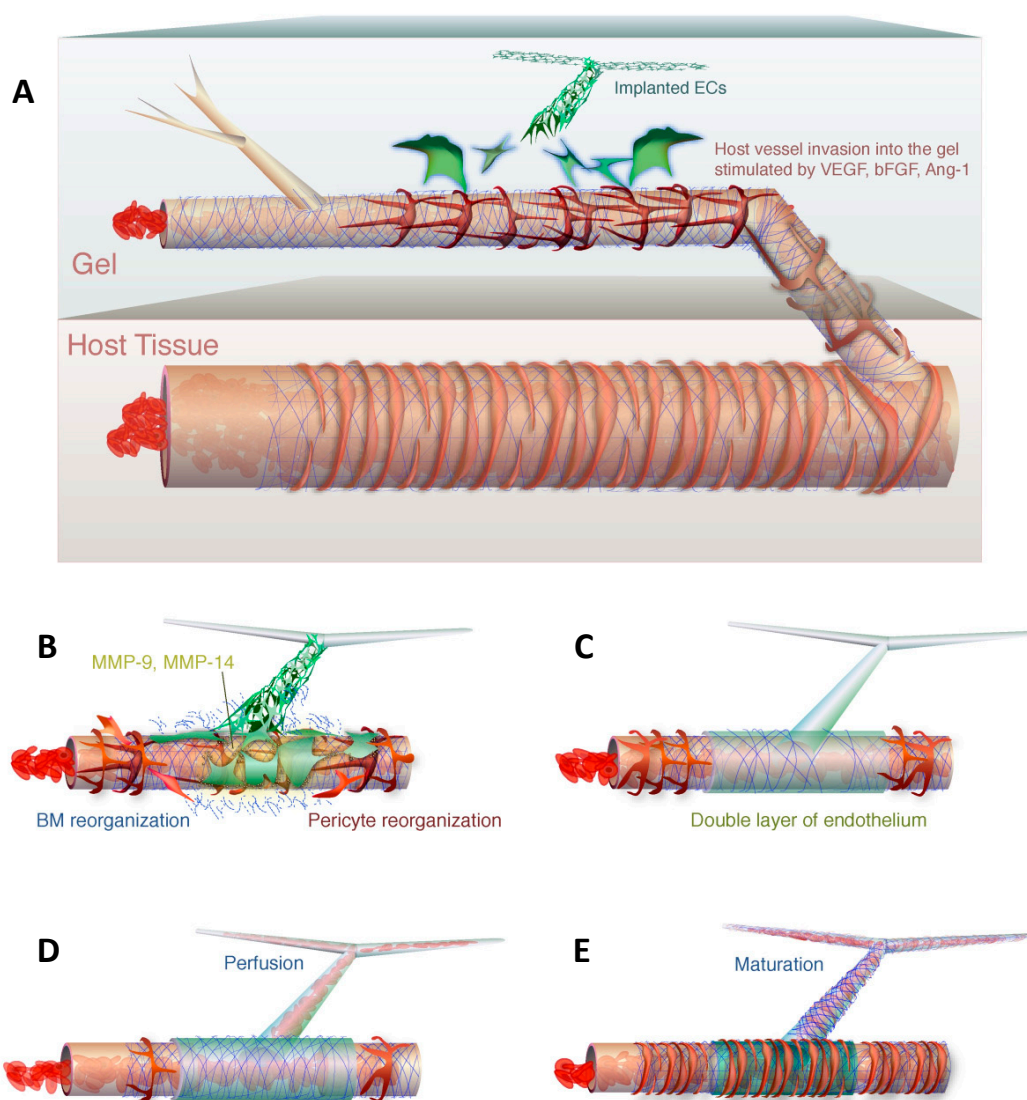 A
Implanted ECs
Host vessel invasion into the gel
stimulated by VEGF, bFGF, Ang-1
Gel
Host Tissue
B
MMP-9, MMP-14
BM reorganization
Pericyte reorganization
C
Double layer of endothelium
D
Perfusion
E
Maturation